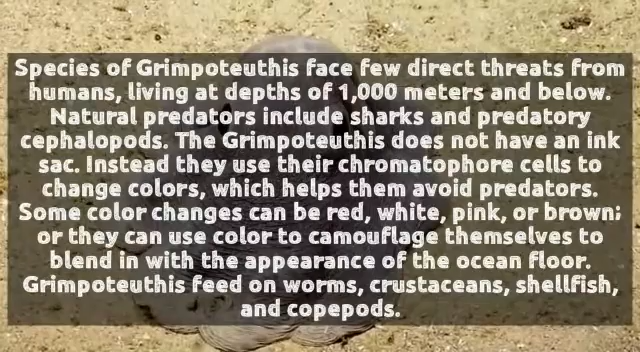 Species of Grimpoteuthis face few direct threats from
humans, living at depths of 1,000 meters and below.
Natural predators include sharks and predatory
cephalopods. The Grimpoteuthis does not have an ink
sac. Instead they use their chromatophore cells to
change colors, which helps them avoid predators.
Some color changes can be red, white, pink, or brown;
or they can use color to camouflage themselves to
blend in with the appearance of the ocean floor.
Grimpoteuthis feed on worms, crustaceans, shellfish,
and copepods.